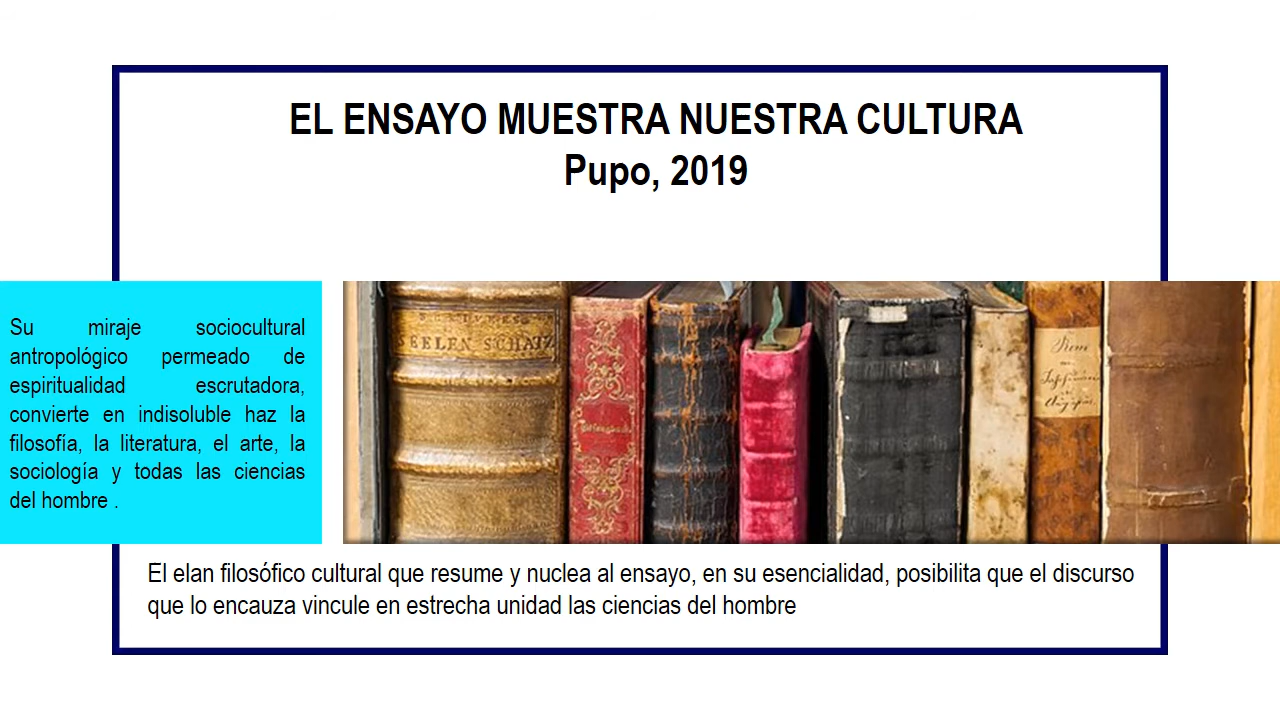 EL ENSAYO MUESTRA NUESTRA CULTURA
Pupo, 2019
Su miraje sociocultural
antropológico permeado de
espiritualidad escrutadora,
convierte en indisoluble haz la
filosofía, la literatura, el arte, la
sociología y todas las ciencias
del hombre .
SEELEN SCHATZ
El elan filosófico cultural que resume y nuclea al ensayo, en su esencialidad, posibilita que el discurso
que lo encauza vincule en estrecha unidad las ciencias del hombre